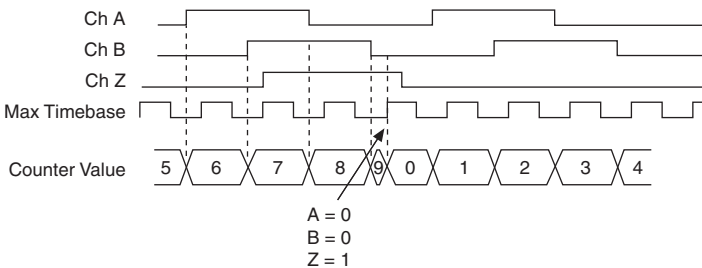 Ch A
Ch B
Ch Z
Max Timebase
Counter Value 5 6 7 8 9 0 1 2 3 4
A = 0
B = 0
Z = 1